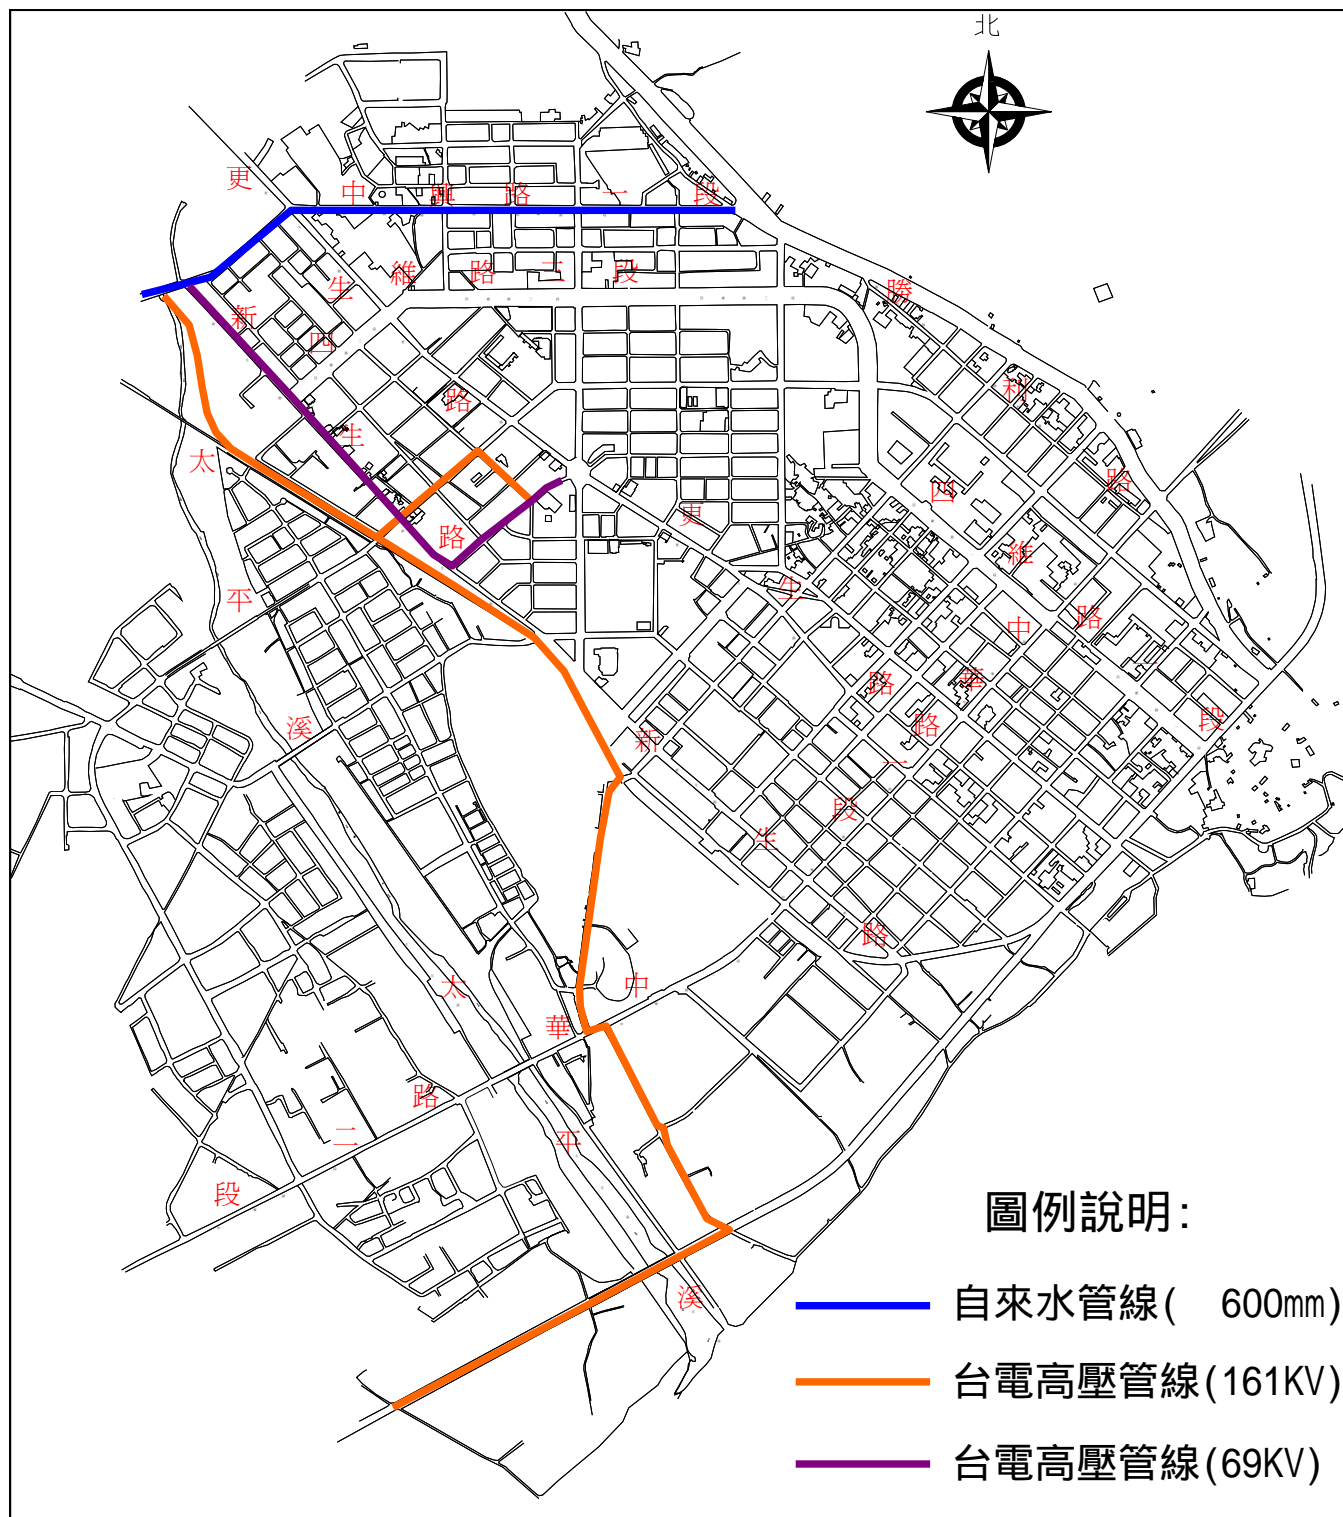 北
中興路一段
更生路
四維路三段
新生路
勝利路
太平溪
四維路二段
更生路
中華路一段
新生路
中華路二段
太平溪
圖例說明:
自來水管線( 600mm)
台電高壓管線(161KV)
台電高壓管線(69KV)